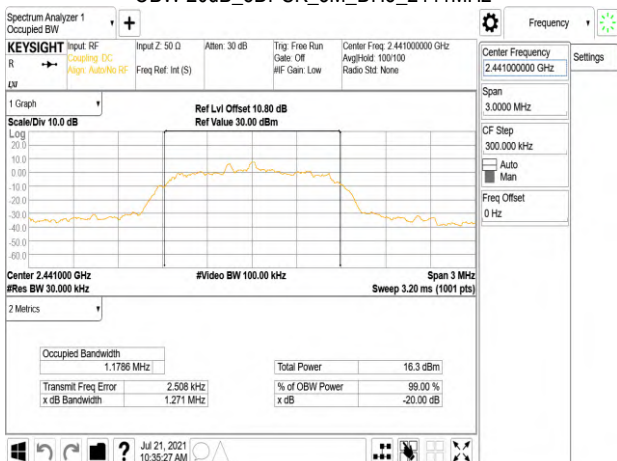 Spectrum Analyzer 1
Occupied BW
Frequency
KEYSIGHT
R
LXI
Input: RF
Coupling: DC
Align: Auto/No RF
Input Z: 50 Ω
Freq Ref: Int (S)
Atten: 30 dB
Trig: Free Run
Gate: Off
#IF Gain: Low
Center Freq: 2.441000000 GHz
Avg|Hold: 100/100
Radio Std: None
Center Frequency
2.441000000 GHz
Settings
Span
3.0000 MHz
CF Step
300.000 kHz
Auto
Man
Freq Offset
0 Hz
1 Graph
Scale/Div 10.0 dB
Ref Lvl Offset 10.80 dB
Ref Value 30.00 dBm
Log
20.0
10.0
0.00
-10.0
-20.0
-30.0
-40.0
-50.0
-60.0
Center 2.441000 GHz
#Video BW 100.00 kHz
Span 3 MHz
#Res BW 30.000 kHz
Sweep 3.20 ms (1001 pts)
2 Metrics
Occupied Bandwidth
1.1786 MHz
Total Power 16.3 dBm
Transmit Freq Error 2.508 kHz
% of OBW Power 99.00 %
x dB Bandwidth 1.271 MHz
x dB -20.00 dB
Jul 21, 2021
10:35:27 AM